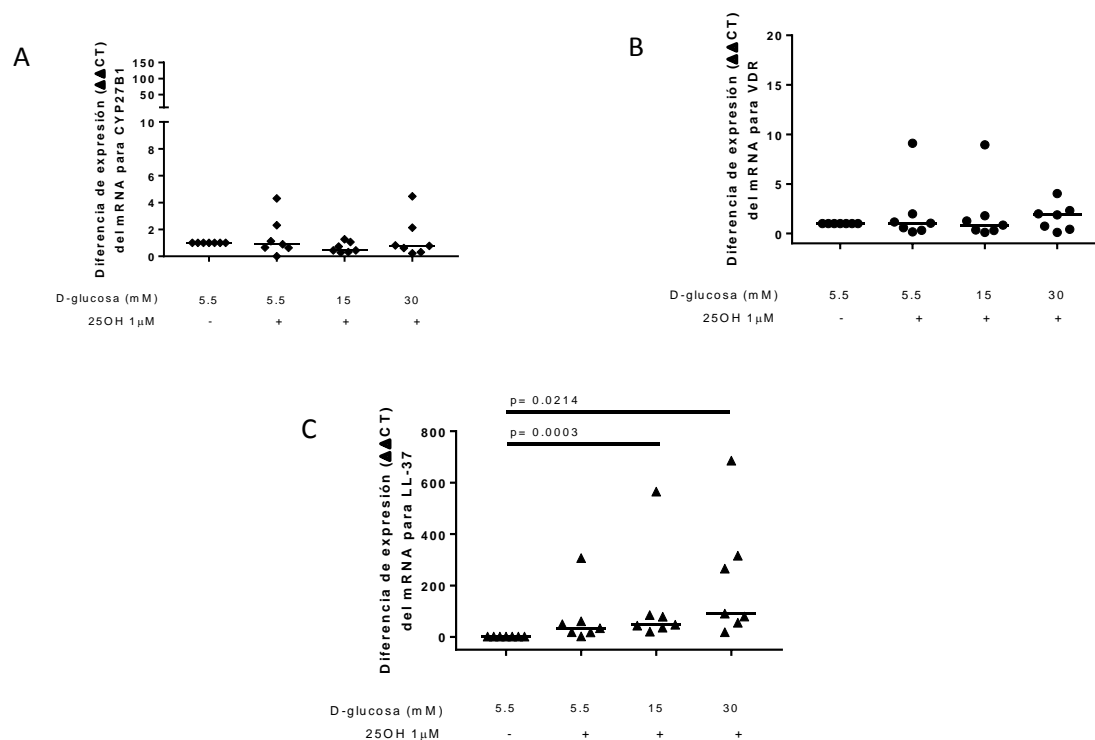 A
Diferencia de expresión (▲▲CT)
del mRNA para CYP27B1
150
100
50
10
8
6
4
2
0
D-glucosa (mM) 5.5 5.5 15 30
25OH 1μM - + + +
B
Diferencia de expresión (▲▲CT)
del mRNA para VDR
20
15
10
5
0
D-glucosa (mM) 5.5 5.5 15 30
25OH 1μM - + + +
C
p= 0.0214
p= 0.0003
Diferencia de expresión (▲▲CT)
del mRNA para LL-37
800
600
400
200
0
D-glucosa (mM) 5.5 5.5 15 30
25OH 1μM - + + +